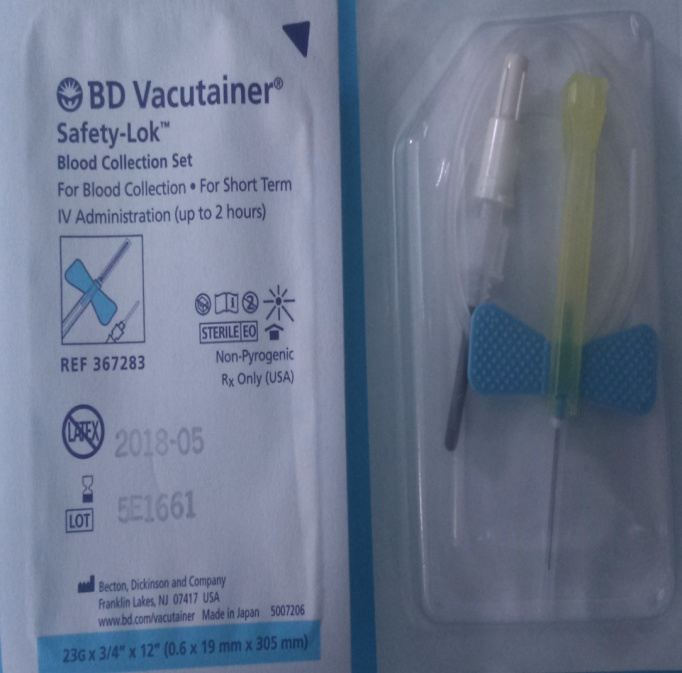 BD Vacutainer®
Safety-Lok™
Blood Collection Set
For Blood Collection • For Short Term
IV Administration (up to 2 hours)
REF 367283
STERILE EO
Non-Pyrogenic
Rx Only (USA)
LATEX
2018-05
LOT
5E1661
Becton, Dickinson and Company
Franklin Lakes, NJ 07417 USA
www.bd.com/vacutainer Made in Japan 5007206
23G x 3/4" x 12" (0.6 x 19 mm x 305 mm)